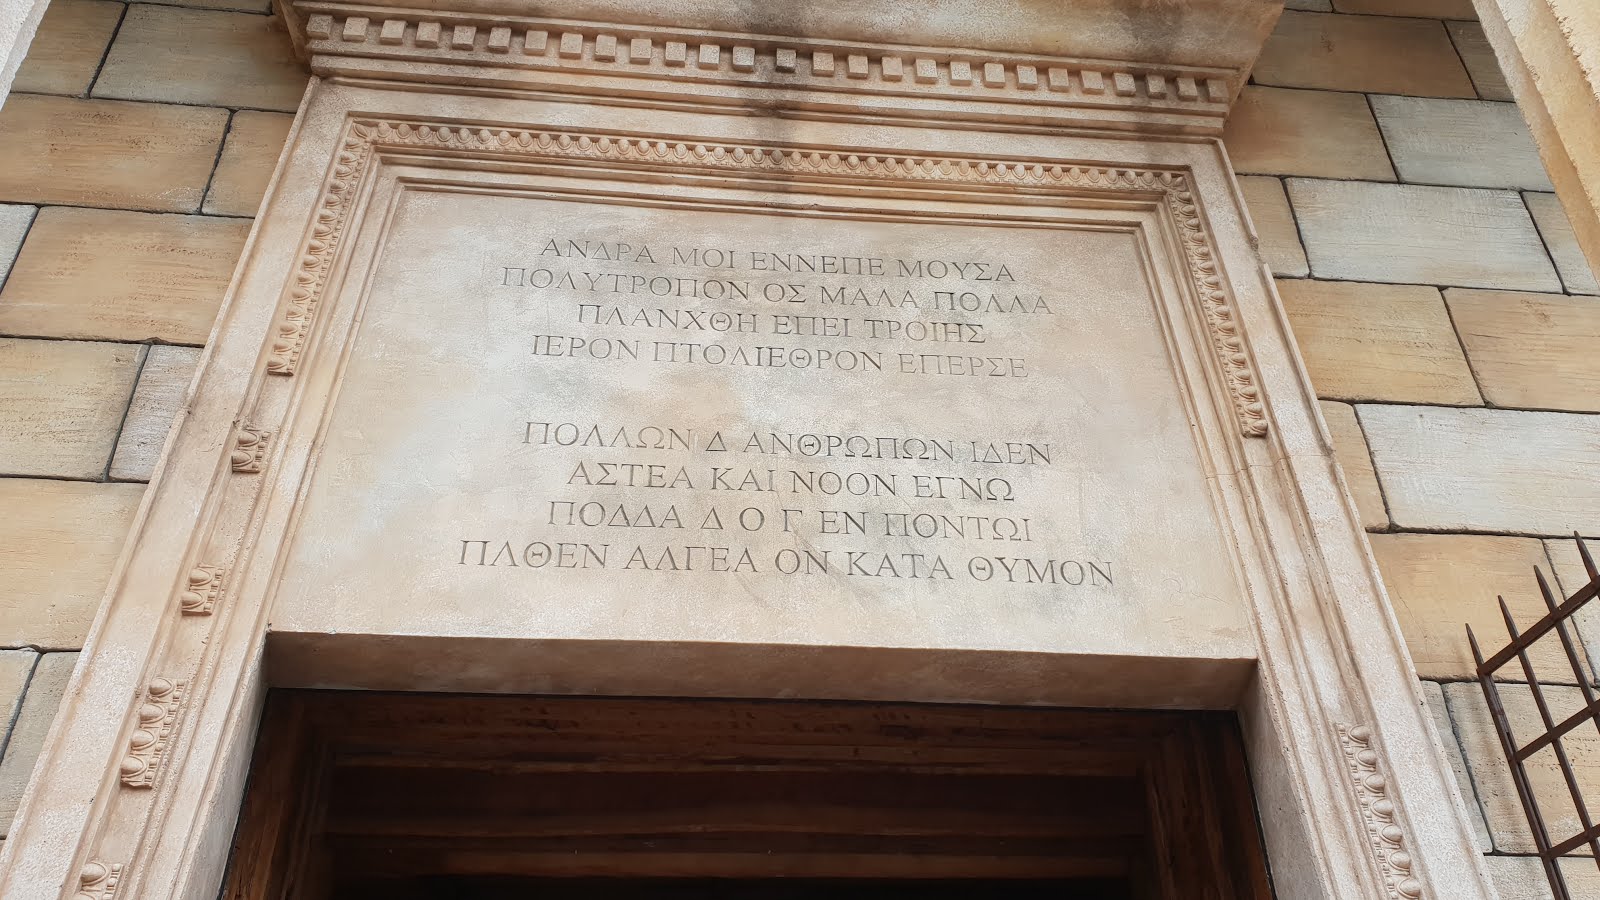 ΑΝΔΡΑ ΜΟΙ ΕΝΝΕΠΕ ΜΟΥΣΑ
ΠΟΛΥΤΡΟΠΟΝ ΟΣ ΜΑΛΑ ΠΟΛΛΑ
ΠΛΑΝΧΘΗ ΕΠΕΙ ΤΡΟΙΗΣ
ΙΕΡΟΝ ΠΤΟΛΙΕΘΡΟΝ ΕΠΕΡΣΕ
ΠΟΛΛΩΝ Δ ΑΝΘΡΩΠΩΝ ΙΔΕΝ
ΑΣΤΕΑ ΚΑΙ ΝΟΟΝ ΕΓΝΩ
ΠΟΔΔΑ Δ Ο Γ ΕΝ ΠΟΝΤΩΙ
ΠΛΘΕΝ ΑΛΓΕΑ ΟΝ ΚΑΤΑ ΘΥΜΟΝ